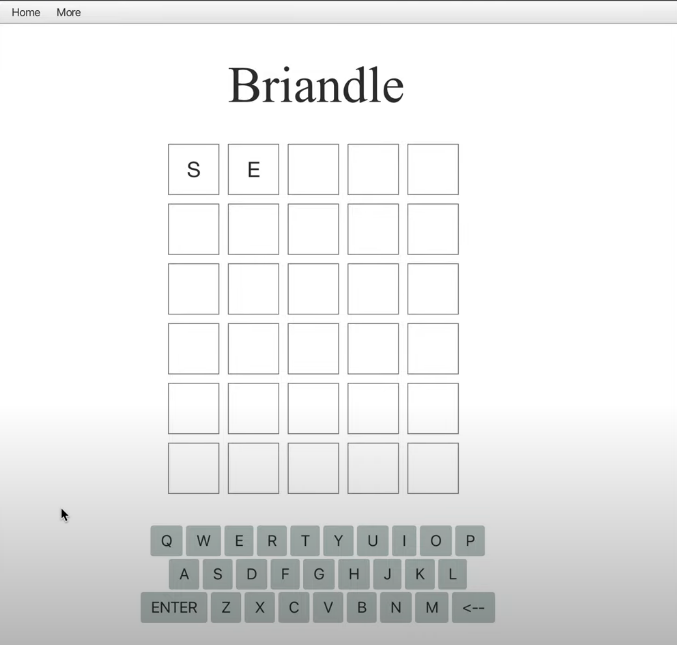 Home More
Briandle
S E
Q W E R T Y U I O P
A S D F G H J K L
ENTER Z X C V B N M <--